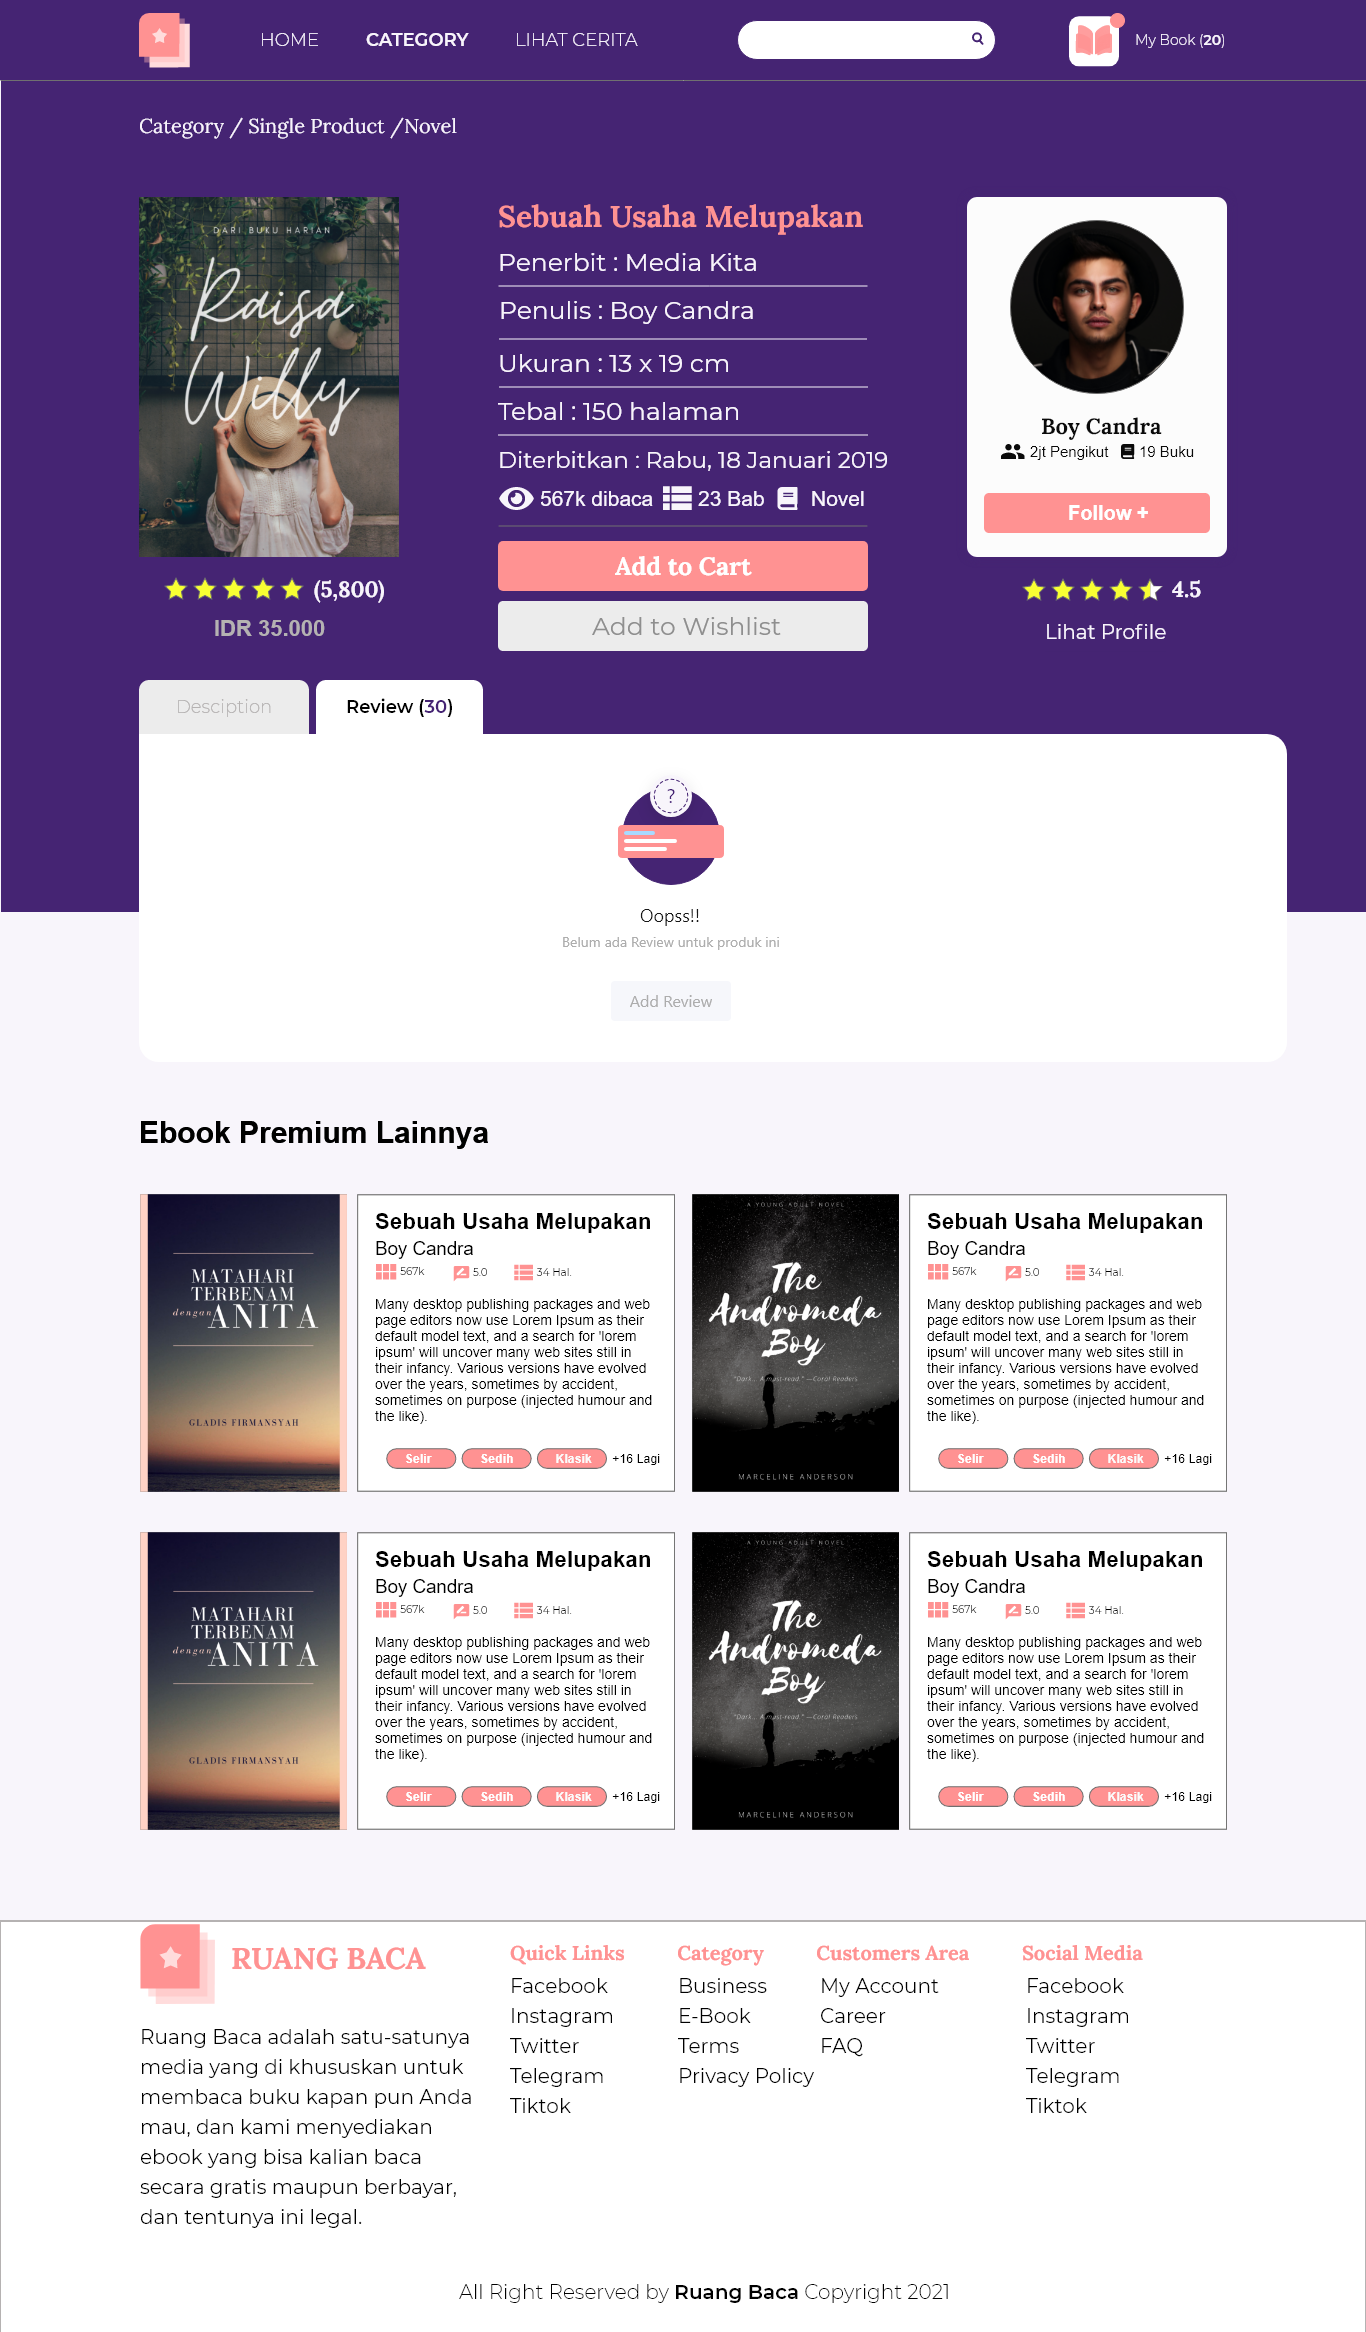 HOME
CATEGORY
LIHAT CERITA
My Book (20)
Category / Single Product /Novel
DARI BUKU HARIAN
Raisa
Willy
(5,800)
IDR 35.000
Sebuah Usaha Melupakan
Penerbit : Media Kita
Penulis : Boy Candra
Ukuran : 13 x 19 cm
Tebal : 150 halaman
Diterbitkan : Rabu, 18 Januari 2019
567k dibaca 23 Bab Novel
Add to Cart
Add to Wishlist
Boy Candra
2jt Pengikut 19 Buku
Follow +
4.5
Lihat Profile
Desciption
Review (30)
?
Oopss!!
Belum ada Review untuk produk ini
Add Review
Ebook Premium Lainnya
MATAHARI
TERBENAM
dengan ANITA
GLADIS FIRMANSYAH
Sebuah Usaha Melupakan
Boy Candra
567k 5.0 34 Hal.
Many desktop publishing packages and web
page editors now use Lorem Ipsum as their
default model text, and a search for 'lorem
ipsum' will uncover many web sites still in
their infancy. Various versions have evolved
over the years, sometimes by accident,
sometimes on purpose (injected humour and
the like).
Selir Sedih Klasik +16 Lagi
A YOUNG ADULT NOVEL
The
Andromeda
Boy
"Dark... A must-read." —Coral Readers
MARCELINE ANDERSON
Sebuah Usaha Melupakan
Boy Candra
567k 5.0 34 Hal.
Many desktop publishing packages and web
page editors now use Lorem Ipsum as their
default model text, and a search for 'lorem
ipsum' will uncover many web sites still in
their infancy. Various versions have evolved
over the years, sometimes by accident,
sometimes on purpose (injected humour and
the like).
Selir Sedih Klasik +16 Lagi
MATAHARI
TERBENAM
dengan ANITA
GLADIS FIRMANSYAH
Sebuah Usaha Melupakan
Boy Candra
567k 5.0 34 Hal.
Many desktop publishing packages and web
page editors now use Lorem Ipsum as their
default model text, and a search for 'lorem
ipsum' will uncover many web sites still in
their infancy. Various versions have evolved
over the years, sometimes by accident,
sometimes on purpose (injected humour and
the like).
Selir Sedih Klasik +16 Lagi
A YOUNG ADULT NOVEL
The
Andromeda
Boy
"Dark... A must-read." —Coral Readers
MARCELINE ANDERSON
Sebuah Usaha Melupakan
Boy Candra
567k 5.0 34 Hal.
Many desktop publishing packages and web
page editors now use Lorem Ipsum as their
default model text, and a search for 'lorem
ipsum' will uncover many web sites still in
their infancy. Various versions have evolved
over the years, sometimes by accident,
sometimes on purpose (injected humour and
the like).
Selir Sedih Klasik +16 Lagi
RUANG BACA
Ruang Baca adalah satu-satunya
media yang di khususkan untuk
membaca buku kapan pun Anda
mau, dan kami menyediakan
ebook yang bisa kalian baca
secara gratis maupun berbayar,
dan tentunya ini legal.
Quick Links
Facebook
Instagram
Twitter
Telegram
Tiktok
Category
Business
E-Book
Terms
Privacy Policy
Customers Area
My Account
Career
FAQ
Social Media
Facebook
Instagram
Twitter
Telegram
Tiktok
All Right Reserved by Ruang Baca Copyright 2021